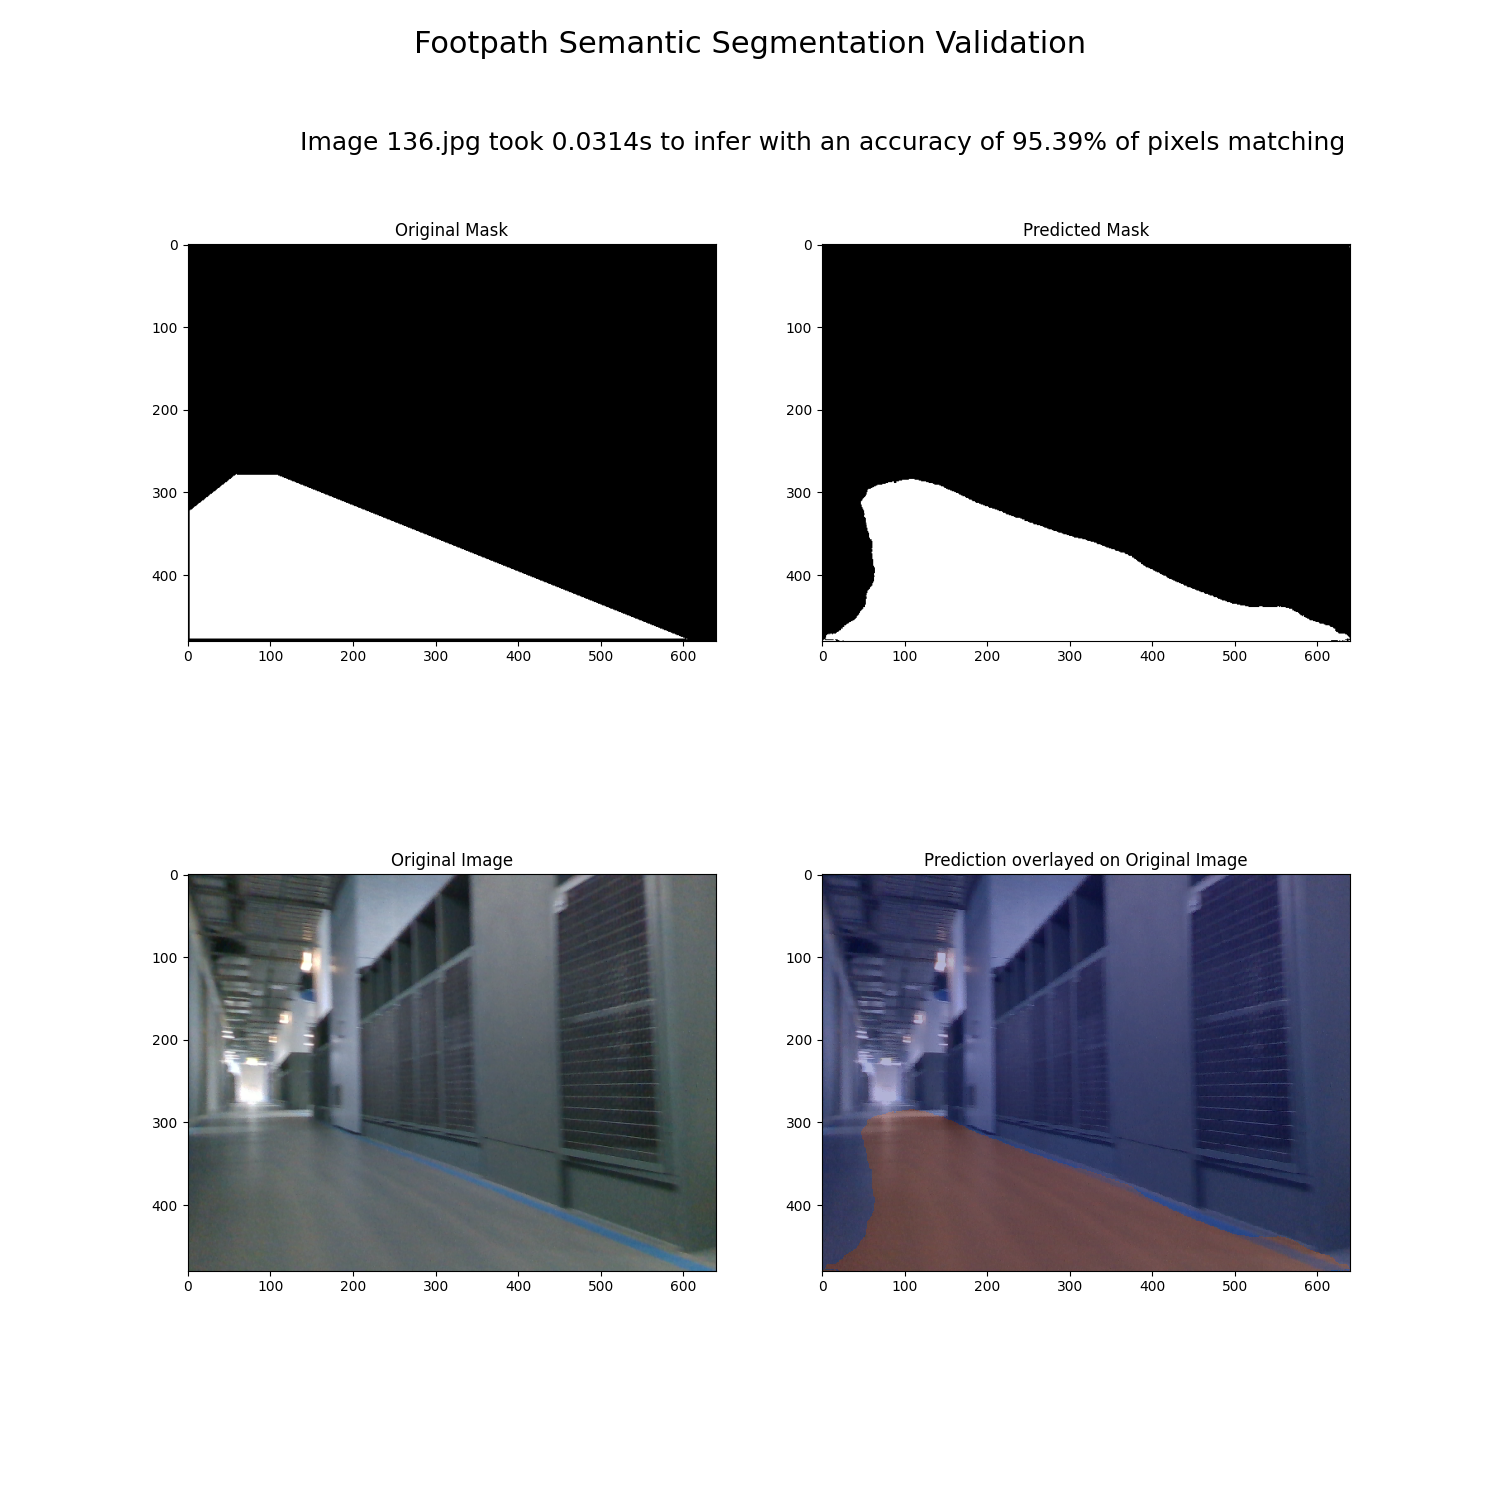 Footpath Semantic Segmentation Validation
Image 136.jpg took 0.0314s to infer with an accuracy of 95.39% of pixels matching
Original Mask
0
100
200
300
400
0 100 200 300 400 500 600
Predicted Mask
0
100
200
300
400
0 100 200 300 400 500 600
Original Image
0
100
200
300
400
0 100 200 300 400 500 600
Prediction overlayed on Original Image
0
100
200
300
400
0 100 200 300 400 500 600